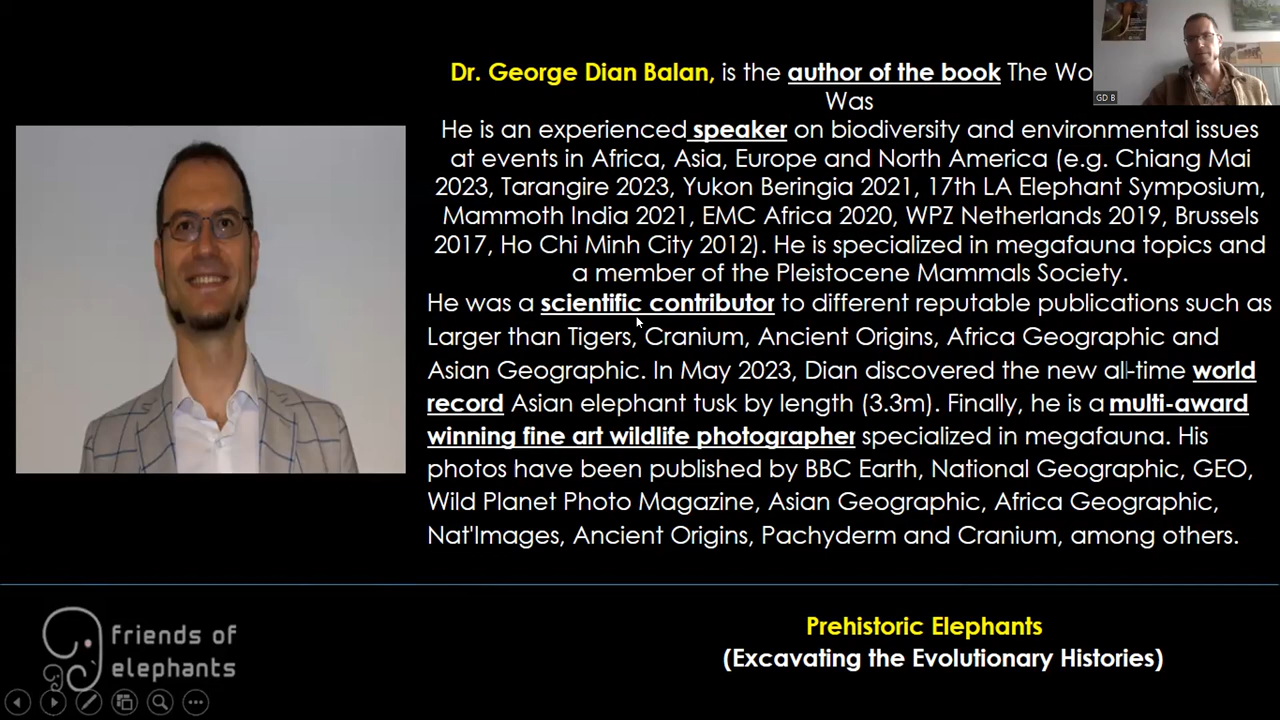 Dr. George Dian Balan, is the author of the book The Wo
Was
He is an experienced speaker on biodiversity and environmental issues
at events in Africa, Asia, Europe and North America (e.g. Chiang Mai
2023, Tarangire 2023, Yukon Beringia 2021, 17th LA Elephant Symposium,
Mammoth India 2021, EMC Africa 2020, WPZ Netherlands 2019, Brussels
2017, Ho Chi Minh City 2012). He is specialized in megafauna topics and
a member of the Pleistocene Mammals Society.
He was a scientific contributor to different reputable publications such as
Larger than Tigers, Cranium, Ancient Origins, Africa Geographic and
Asian Geographic. In May 2023, Dian discovered the new all-time world
record Asian elephant tusk by length (3.3m). Finally, he is a multi-award
winning fine art wildlife photographer specialized in megafauna. His
photos have been published by BBC Earth, National Geographic, GEO,
Wild Planet Photo Magazine, Asian Geographic, Africa Geographic,
Nat'Images, Ancient Origins, Pachyderm and Cranium, among others.
GD B
friends of
elephants
Prehistoric Elephants
(Excavating the Evolutionary Histories)